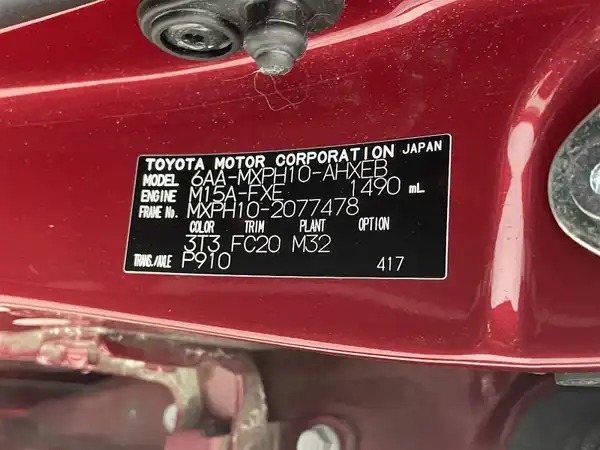 TOYOTA MOTOR CORPORATION JAPAN
MODEL 6AA-MXPH10-AHXEB
ENGINE M15A-FXE 1490 mL
FRAME No. MXPH10-2077478
COLOR TRIM PLANT OPTION
3T3 FC20 M32
TRANS./AXLE P910 417